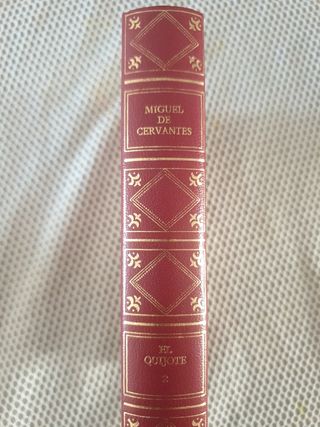 MIGUEL
DE
CERVANTES
EL
QUIJOTE
2